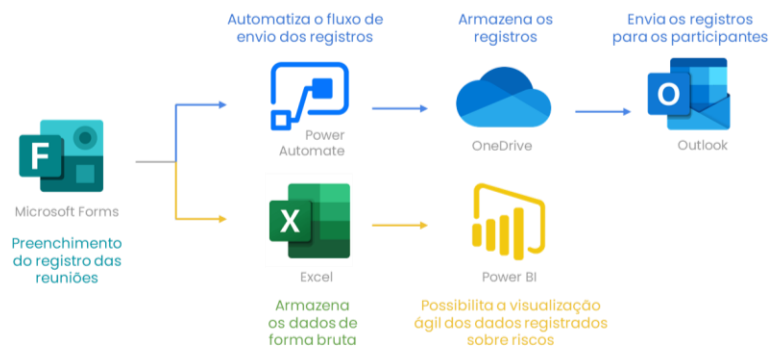 Automatiza o fluxo de
envio dos registros
Armazena os
registros
Envia os registros
para os participantes
Power
Automate
OneDrive
O
Outlook
F
Microsoft Forms
Preenchimento
do registro das
reuniões
X
Excel
Armazena
os dados de
forma bruta
Power BI
Possibilita a visualização
ágil dos dados registrados
sobre riscos